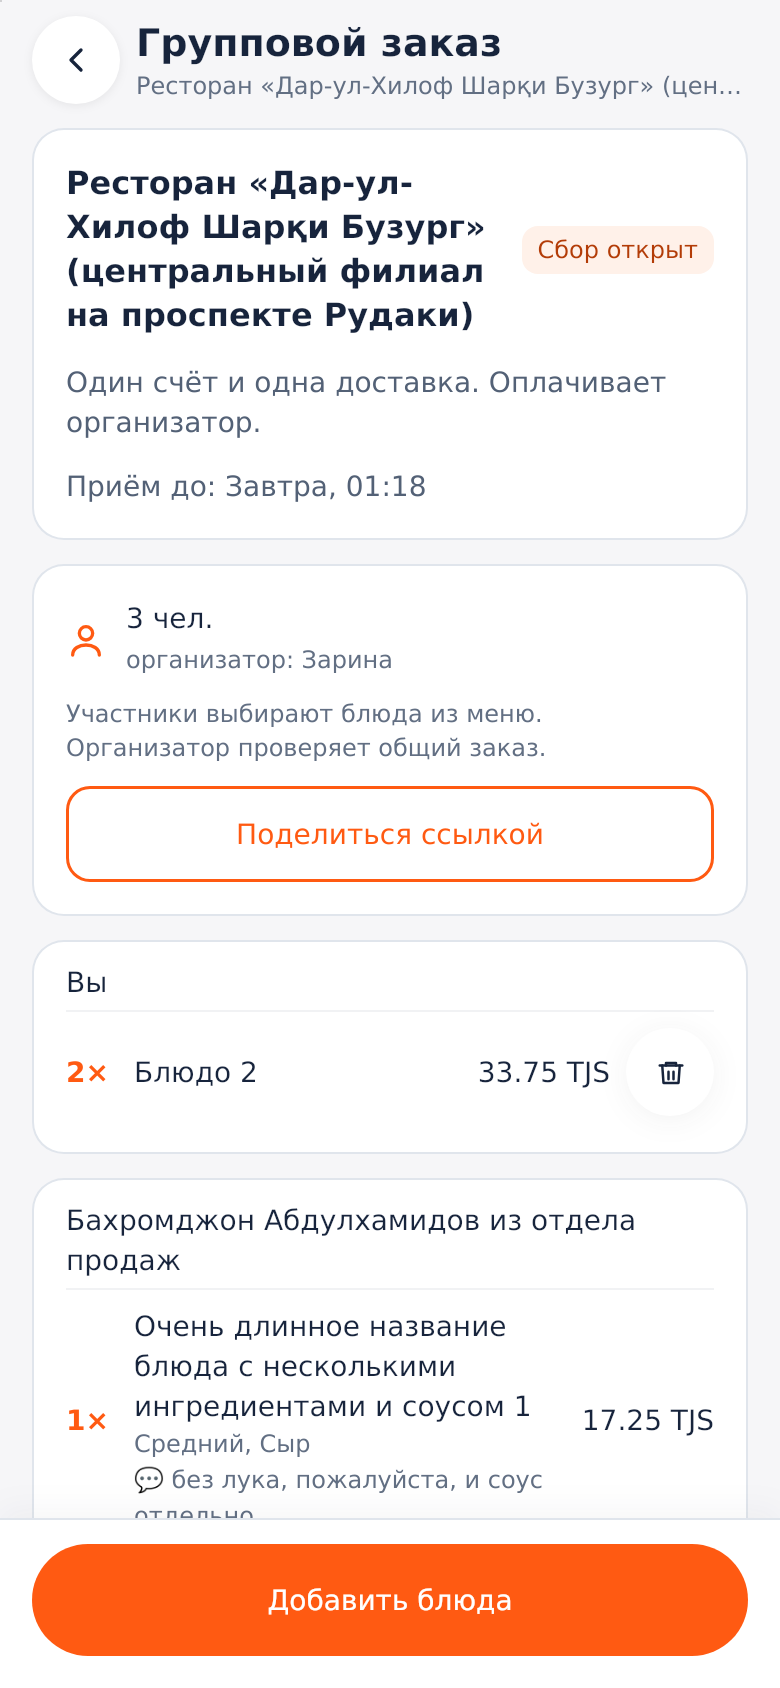 Групповой заказ
Ресторан «Дар-ул-Хилоф Шарқи Бузург» (цен…
Ресторан «Дар-ул-
Хилоф Шарқи Бузург»
(центральный филиал
на проспекте Рудаки)
Сбор открыт
Один счёт и одна доставка. Оплачивает
организатор.
Приём до: Завтра, 01:18
3 чел.
организатор: Зарина
Участники выбирают блюда из меню.
Организатор проверяет общий заказ.
Поделиться ссылкой
Вы
2× Блюдо 2 33.75 TJS
Бахромджон Абдулхамидов из отдела
продаж
Очень длинное название
блюда с несколькими
ингредиентами и соусом 1
1× 17.25 TJS
Средний, Сыр
💬 без лука, пожалуйста, и соус
отдельно
Добавить блюда